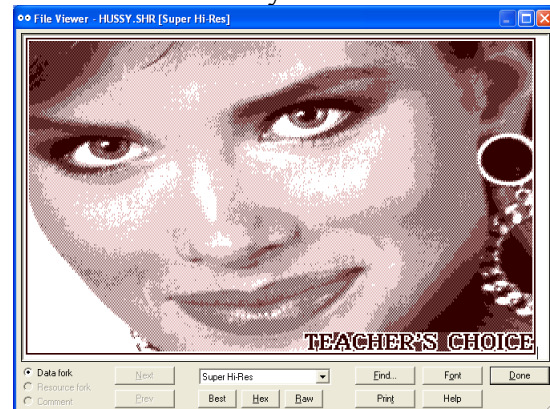 File Viewer - HUSSY.SHR [Super Hi-Res]
TEACHER'S CHOICE
Data fork
Resource fork
Comment
Next
Prev
Super Hi-Res
Best Hex Raw
Find... Font Done
Print Help